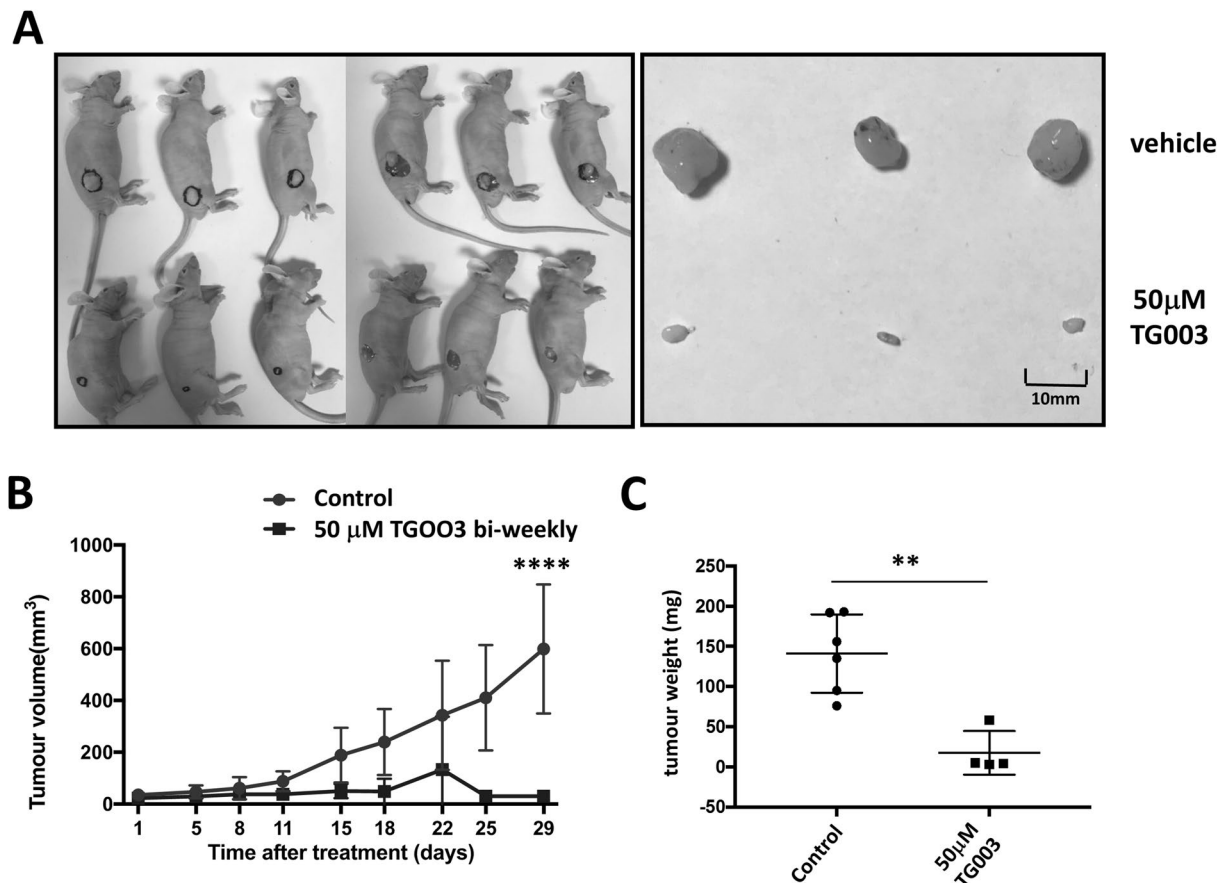 A
vehicle
50μM
TG003
10mm
B
Control
50 μM TGOO3 bi-weekly
****
1000
800
600
400
200
0
Tumour volume(mm³)
1 5 8 11 15 18 22 25 29
Time after treatment (days)
C
**
250
200
150
100
50
0
-50
tumour weight (mg)
Control
50μM
TG003